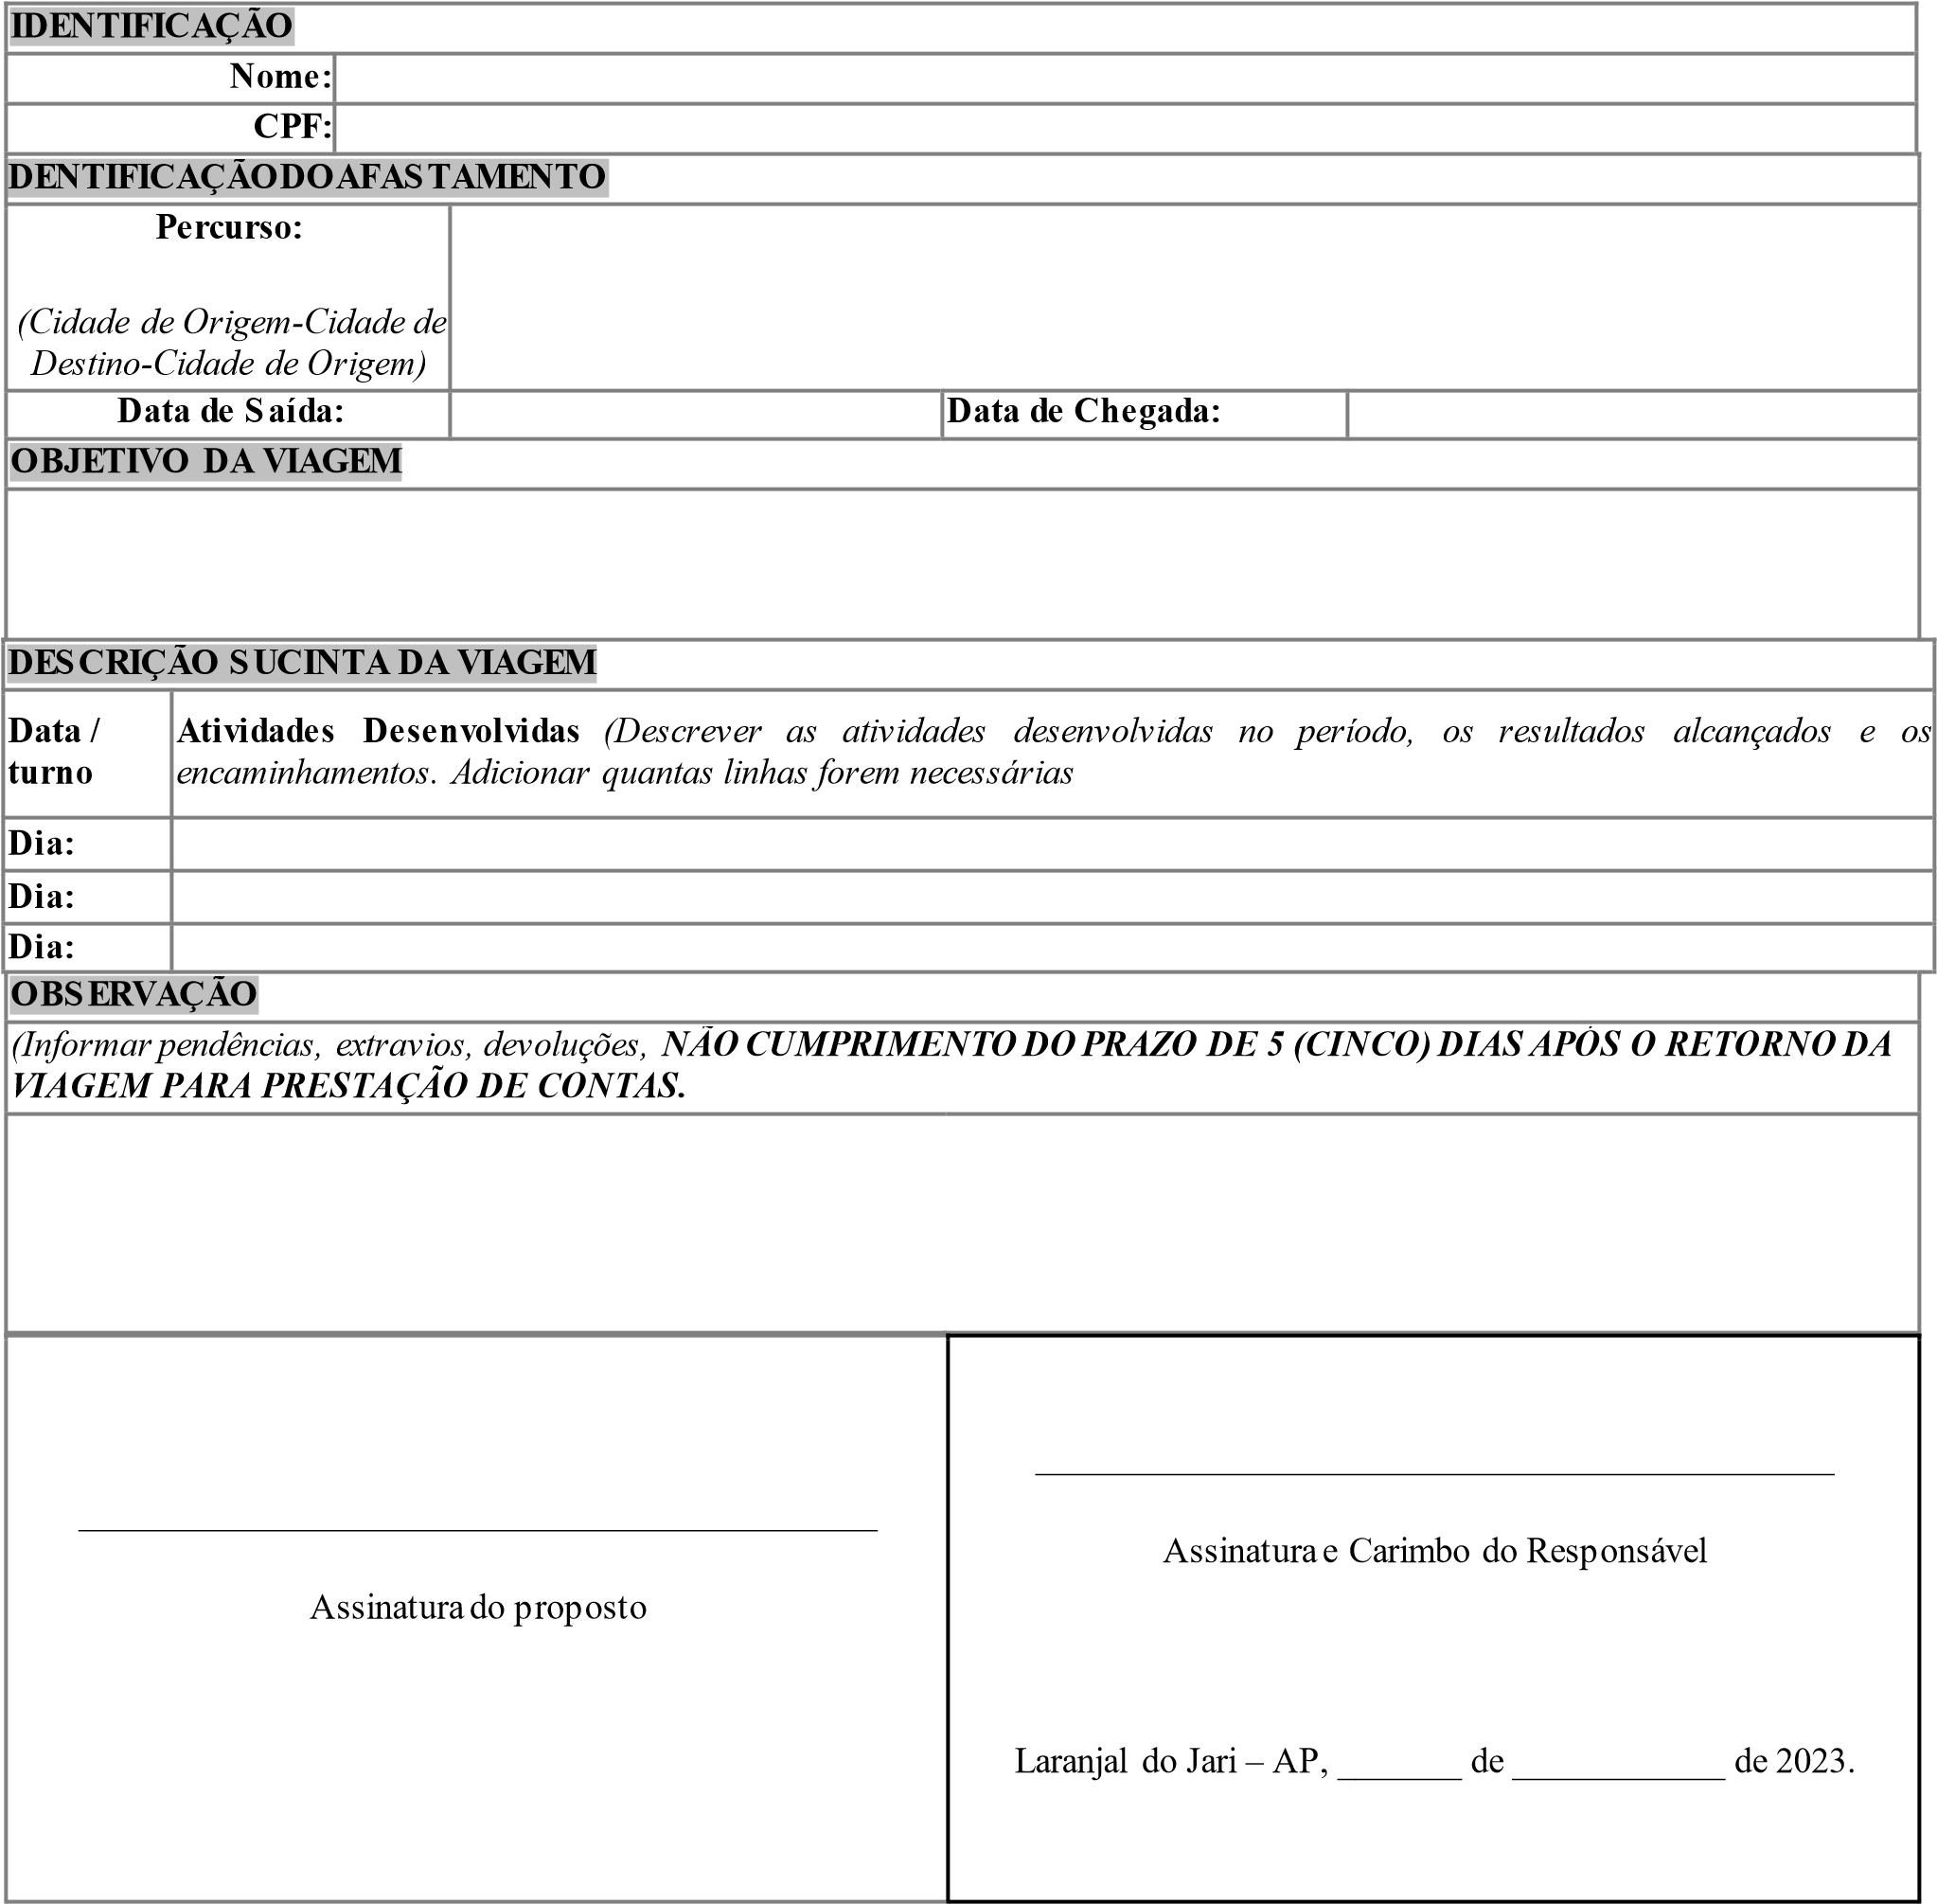 IDENTIFICAÇÃO
Nome:
CPF:
DENTIFICAÇÃO DO AFASTAMENTO
Percurso:
(Cidade de Origem-Cidade de
Destino-Cidade de Origem)
Data de Saída:
Data de Chegada:
OBJETIVO DA VIAGEM
DESCRIÇÃO SUCINTA DA VIAGEM
Data /
turno
Atividades Desenvolvidas (Descrever as atividades desenvolvidas no período, os resultados alcançados e os
encaminhamentos. Adicionar quantas linhas forem necessárias
Dia:
Dia:
Dia:
OBSERVAÇÃO
(Informar pendências, extravios, devoluções, NÃO CUMPRIMENTO DO PRAZO DE 5 (CINCO) DIAS APÓS O RETORNO DA
VIAGEM PARA PRESTAÇÃO DE CONTAS.
Assinatura do proposto
Assinatura e Carimbo do Responsável
Laranjal do Jari – AP, _______ de ____________ de 2023.